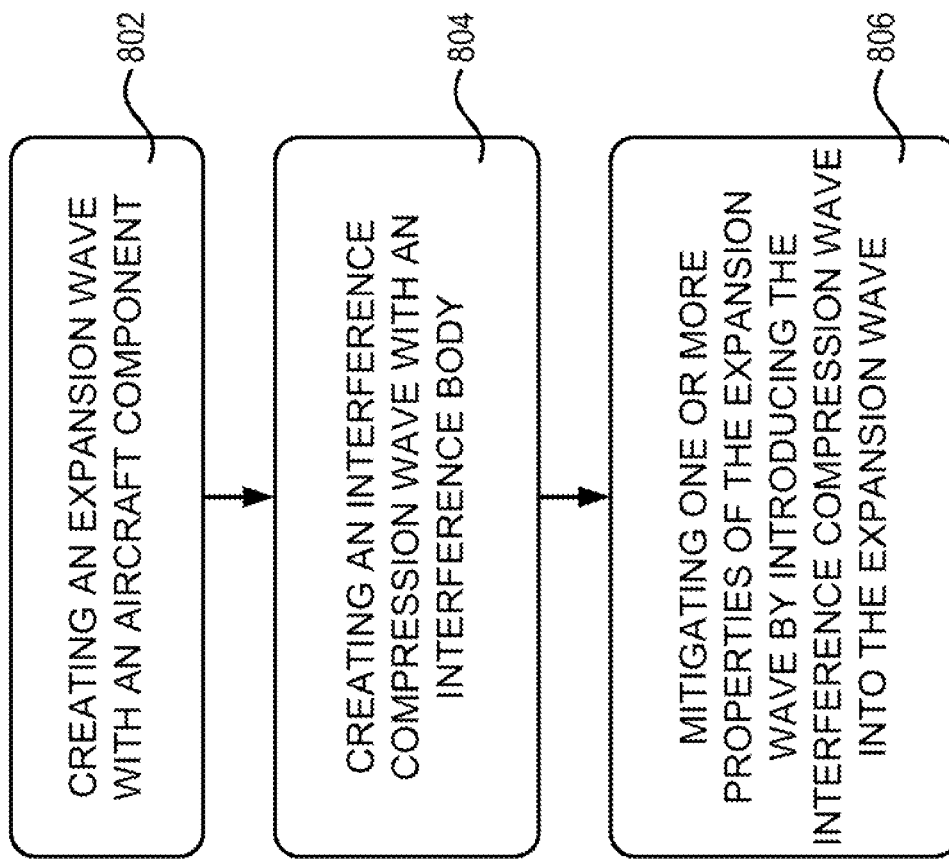 CREATING AN EXPANSION WAVE
WITH AN AIRCRAFT COMPONENT
802
CREATING AN INTERFERENCE
COMPRESSION WAVE WITH AN
INTERFERENCE BODY
804
MITIGATING ONE OR MORE
PROPERTIES OF THE EXPANSION
WAVE BY INTRODUCING THE
INTERFERENCE COMPRESSION WAVE
INTO THE EXPANSION WAVE
806